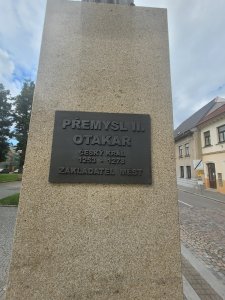 PŘEMYSL II.
OTAKAR
ČESKÝ KRÁL
1253 - 1278
ZAKLADATEL MĚST